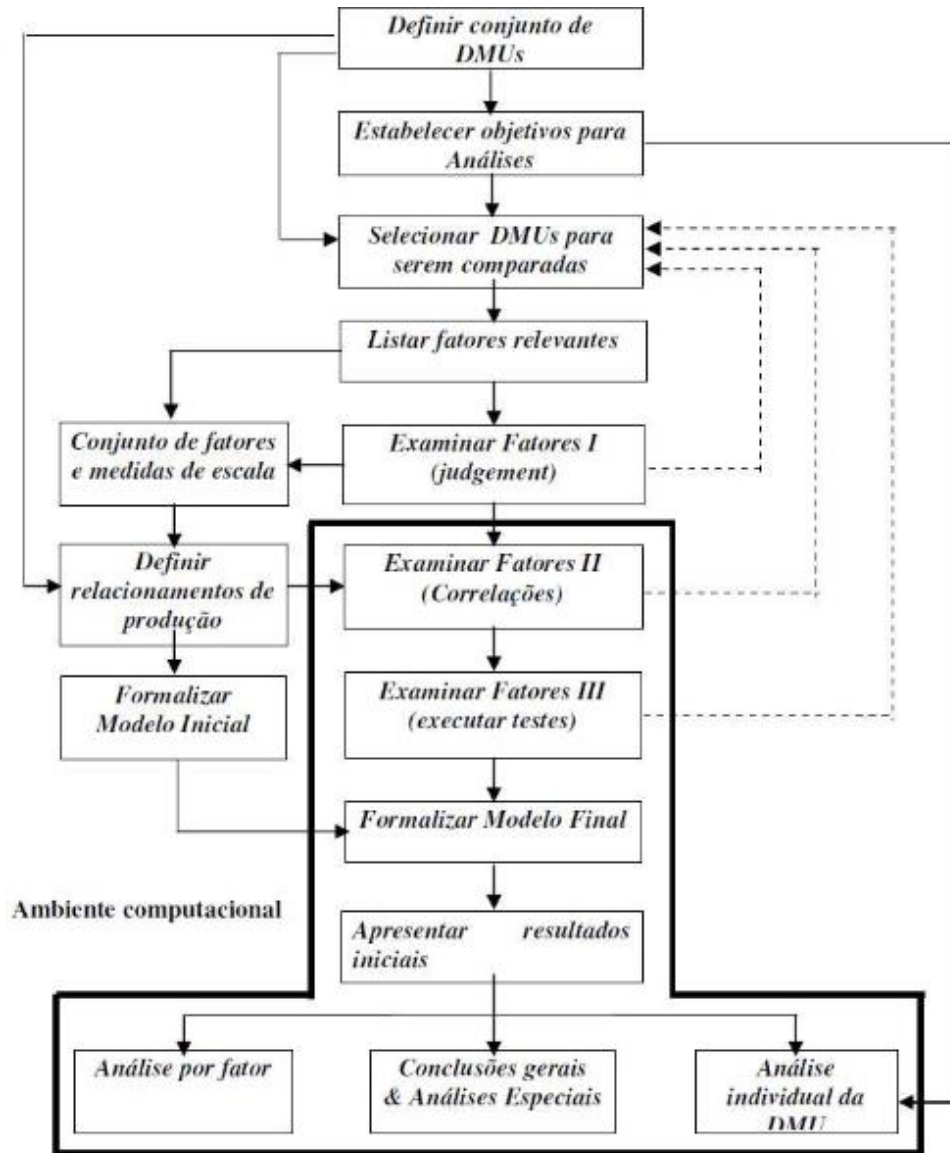 Definir conjunto de
DMUs
Estabelecer objetivos para
Análises
Selecionar DMUs para
serem comparadas
Listar fatores relevantes
Conjunto de fatores
e medidas de escala
Examinar Fatores I
(judgement)
Definir
relacionamentos de
produção
Examinar Fatores II
(Correlações)
Formalizar
Modelo Inicial
Examinar Fatores III
(executar testes)
Formalizar Modelo Final
Ambiente computacional
Apresentar resultados
iniciais
Análise por fator
Conclusões gerais
& Análises Especiais
Análise
individual da
DMU